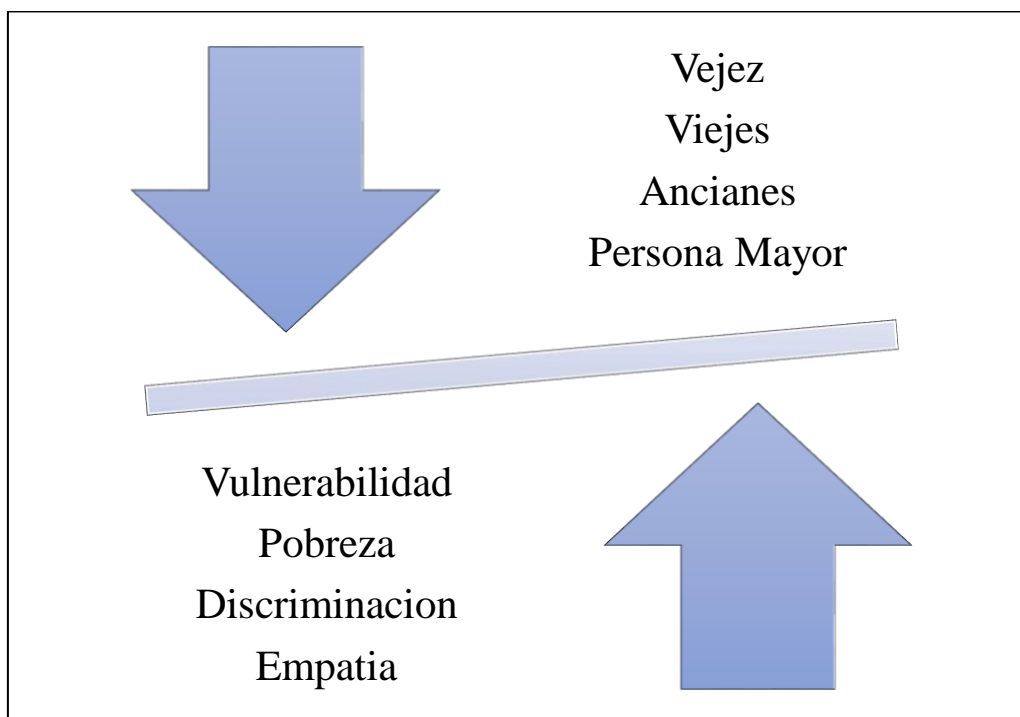 Vejez
Viejes
Ancianes
Persona Mayor
Vulnerabilidad
Pobreza
Discriminacion
Empatia